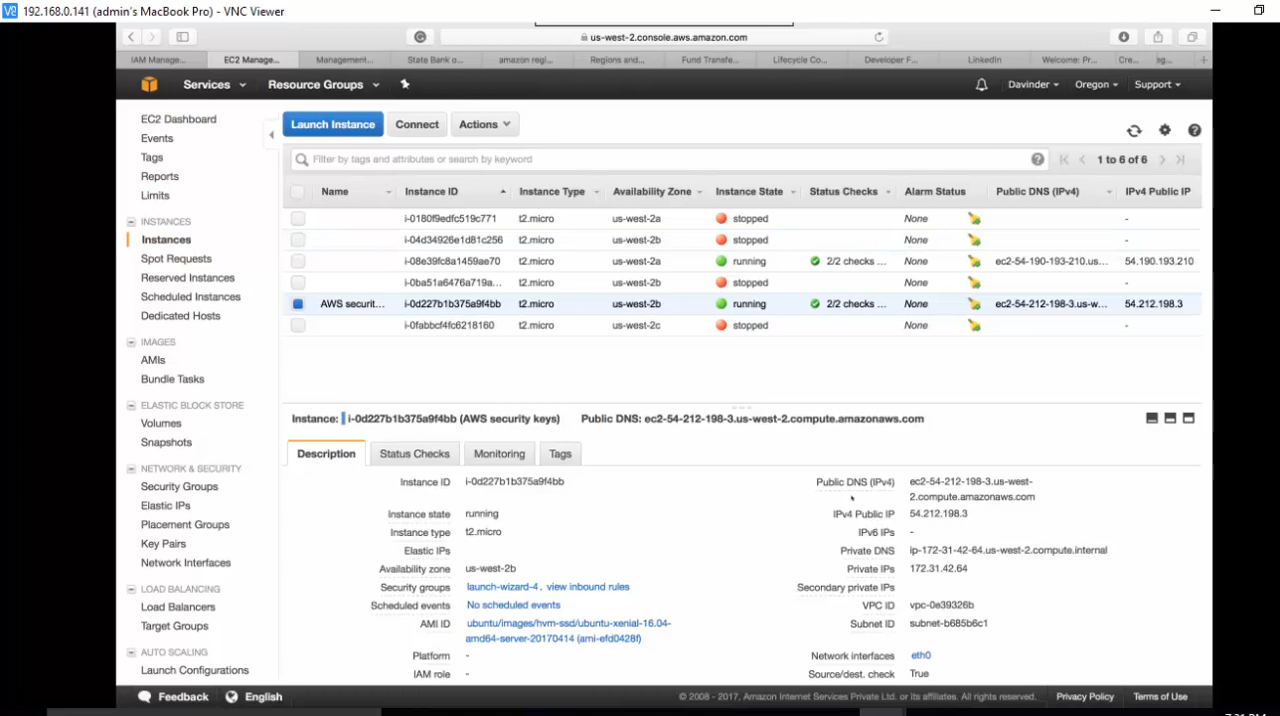 192.168.0.141 (admin's MacBook Pro) - VNC Viewer
us-west-2.console.aws.amazon.com
IAM Manage... EC2 Manage... Management... State Bank o... amazon regi... Regions and... Fund Transfe... Lifecycle Co... Developer F... LinkedIn Welcome: Pr... Cre...
Services Resource Groups Davinder Oregon Support
EC2 Dashboard
Events
Tags
Reports
Limits
INSTANCES
Instances
Spot Requests
Reserved Instances
Scheduled Instances
Dedicated Hosts
IMAGES
AMIs
Bundle Tasks
ELASTIC BLOCK STORE
Volumes
Snapshots
NETWORK & SECURITY
Security Groups
Elastic IPs
Placement Groups
Key Pairs
Network Interfaces
LOAD BALANCING
Load Balancers
Target Groups
AUTO SCALING
Launch Configurations
Launch Instance Connect Actions
Filter by tags and attributes or search by keyword 1 to 6 of 6
Name Instance ID Instance Type Availability Zone Instance State Status Checks Alarm Status Public DNS (IPv4) IPv4 Public IP
i-0180f9edfc519c771 t2.micro us-west-2a stopped None -
i-04d34926e1d81c256 t2.micro us-west-2b stopped None -
i-08e39fc8a1459ae70 t2.micro us-west-2a running 2/2 checks ... None ec2-54-190-193-210.us... 54.190.193.210
i-0ba51a6476a719a... t2.micro us-west-2b stopped None -
AWS securit... i-0d227b1b375a9f4bb t2.micro us-west-2b running 2/2 checks ... None ec2-54-212-198-3.us-w... 54.212.198.3
i-0fabbcf4fc6218160 t2.micro us-west-2c stopped None -
Instance: i-0d227b1b375a9f4bb (AWS security keys) Public DNS: ec2-54-212-198-3.us-west-2.compute.amazonaws.com
Description Status Checks Monitoring Tags
Instance ID i-0d227b1b375a9f4bb
Instance state running
Instance type t2.micro
Elastic IPs
Availability zone us-west-2b
Security groups launch-wizard-4 , view inbound rules
Scheduled events No scheduled events
AMI ID ubuntu/images/hvm-ssd/ubuntu-xenial-16.04-
amd64-server-20170414 (ami-efd0428f)
Platform -
IAM role -
Public DNS (IPv4) ec2-54-212-198-3.us-west-
2.compute.amazonaws.com
IPv4 Public IP 54.212.198.3
IPv6 IPs -
Private DNS ip-172-31-42-64.us-west-2.compute.internal
Private IPs 172.31.42.64
Secondary private IPs
VPC ID vpc-0e39326b
Subnet ID subnet-b685b6c1
Network interfaces eth0
Source/dest. check True
Feedback English © 2008 - 2017, Amazon Internet Services Private Ltd. or its affiliates. All rights reserved. Privacy Policy Terms of Use